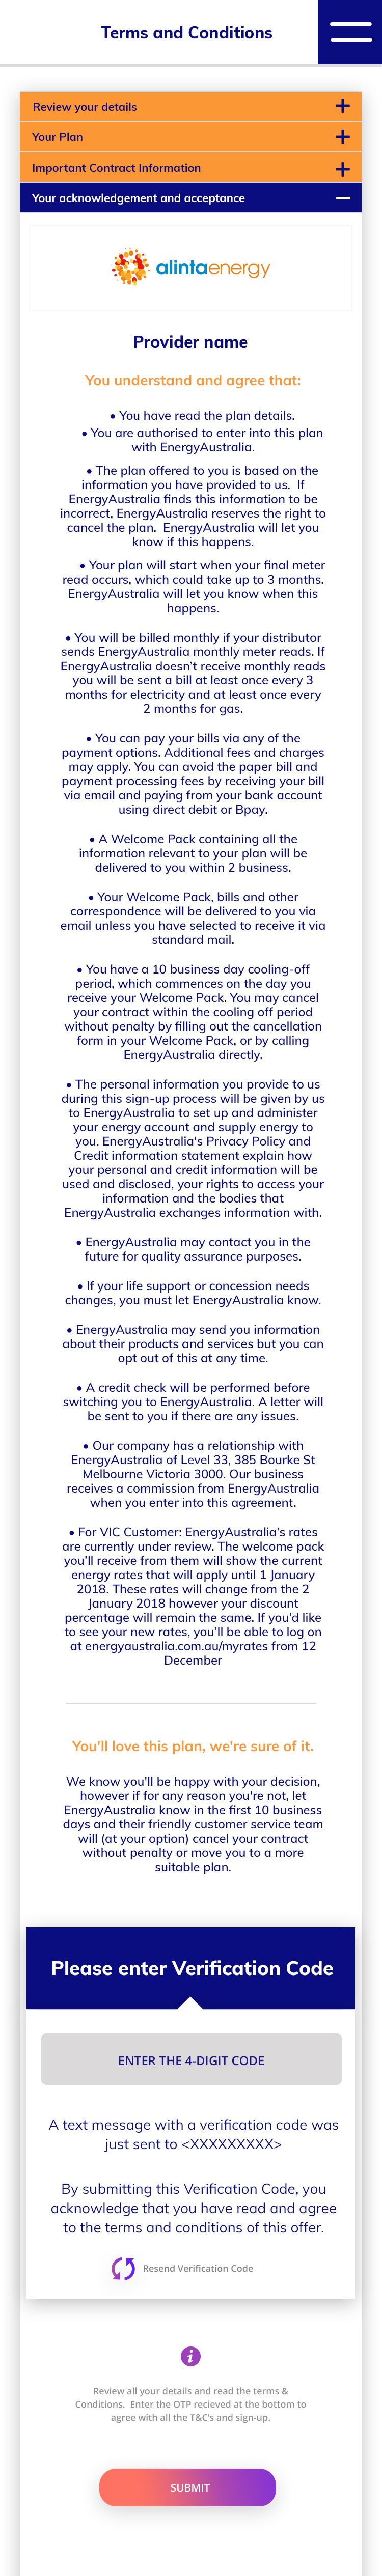 Terms and Conditions
Review your details
Your Plan
Important Contract Information
Your acknowledgement and acceptance
alintaenergy
Provider name
You understand and agree that:
• You have read the plan details.
• You are authorised to enter into this plan
with EnergyAustralia.
• The plan offered to you is based on the
information you have provided to us.  If
EnergyAustralia finds this information to be
incorrect, EnergyAustralia reserves the right to
cancel the plan.  EnergyAustralia will let you
know if this happens.
• Your plan will start when your final meter
read occurs, which could take up to 3 months.
EnergyAustralia will let you know when this
happens.
• You will be billed monthly if your distributor
sends EnergyAustralia monthly meter reads. If
EnergyAustralia doesn't receive monthly reads
you will be sent a bill at least once every 3
months for electricity and at least once every
2 months for gas.
• You can pay your bills via any of the
payment options. Additional fees and charges
may apply. You can avoid the paper bill and
payment processing fees by receiving your bill
via email and paying from your bank account
using direct debit or Bpay.
• A Welcome Pack containing all the
information relevant to your plan will be
delivered to you within 2 business.
• Your Welcome Pack, bills and other
correspondence will be delivered to you via
email unless you have selected to receive it via
standard mail.
• You have a 10 business day cooling-off
period, which commences on the day you
receive your Welcome Pack. You may cancel
your contract within the cooling off period
without penalty by filling out the cancellation
form in your Welcome Pack, or by calling
EnergyAustralia directly.
• The personal information you provide to us
during this sign-up process will be given by us
to EnergyAustralia to set up and administer
your energy account and supply energy to
you. EnergyAustralia's Privacy Policy and
Credit information statement explain how
your personal and credit information will be
used and disclosed, your rights to access your
information and the bodies that
EnergyAustralia exchanges information with.
• EnergyAustralia may contact you in the
future for quality assurance purposes.
• If your life support or concession needs
changes, you must let EnergyAustralia know.
• EnergyAustralia may send you information
about their products and services but you can
opt out of this at any time.
• A credit check will be performed before
switching you to EnergyAustralia. A letter will
be sent to you if there are any issues.
• Our company has a relationship with
EnergyAustralia of Level 33, 385 Bourke St
Melbourne Victoria 3000. Our business
receives a commission from EnergyAustralia
when you enter into this agreement.
• For VIC Customer: EnergyAustralia's rates
are currently under review. The welcome pack
you'll receive from them will show the current
energy rates that will apply until 1 January
2018. These rates will change from the 2
January 2018 however your discount
percentage will remain the same. If you'd like
to see your new rates, you'll be able to log on
at energyaustralia.com.au/myrates from 12
December
You'll love this plan, we're sure of it.
We know you'll be happy with your decision,
however if for any reason you're not, let
EnergyAustralia know in the first 10 business
days and their friendly customer service team
will (at your option) cancel your contract
without penalty or move you to a more
suitable plan.
Please enter Verification Code
ENTER THE 4-DIGIT CODE
A text message with a verification code was
just sent to <XXXXXXXXX>
By submitting this Verification Code, you
acknowledge that you have read and agree
to the terms and conditions of this offer.
Resend Verification Code
i
Review all your details and read the terms &
Conditions.  Enter the OTP recieved at the bottom to
agree with all the T&C's and sign-up.
SUBMIT